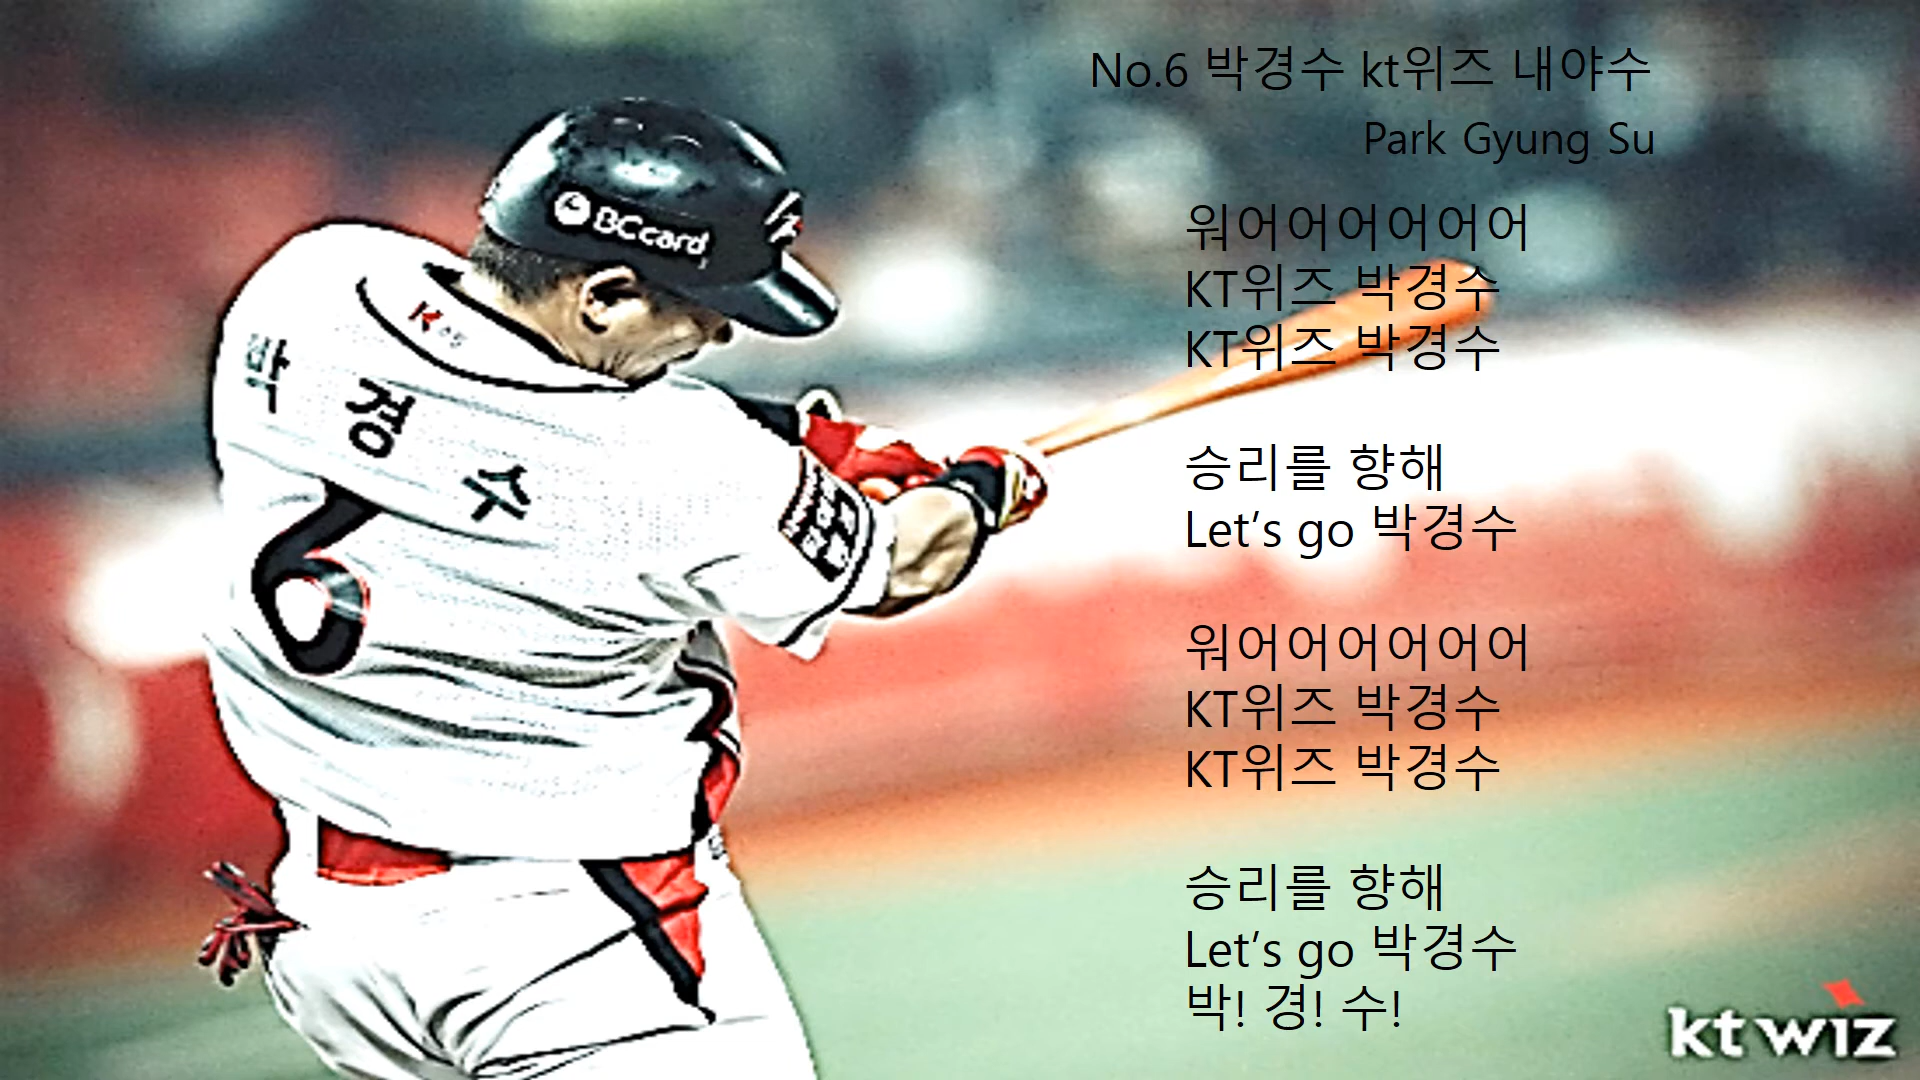 No.6 박경수 kt위즈 내야수
Park Gyung Su
워어어어어어어
KT위즈 박경수
KT위즈 박경수
승리를 향해
Let's go 박경수
워어어어어어어
KT위즈 박경수
KT위즈 박경수
승리를 향해
Let's go 박경수
박! 경! 수!
BCcard
박경수
6
kt wiz